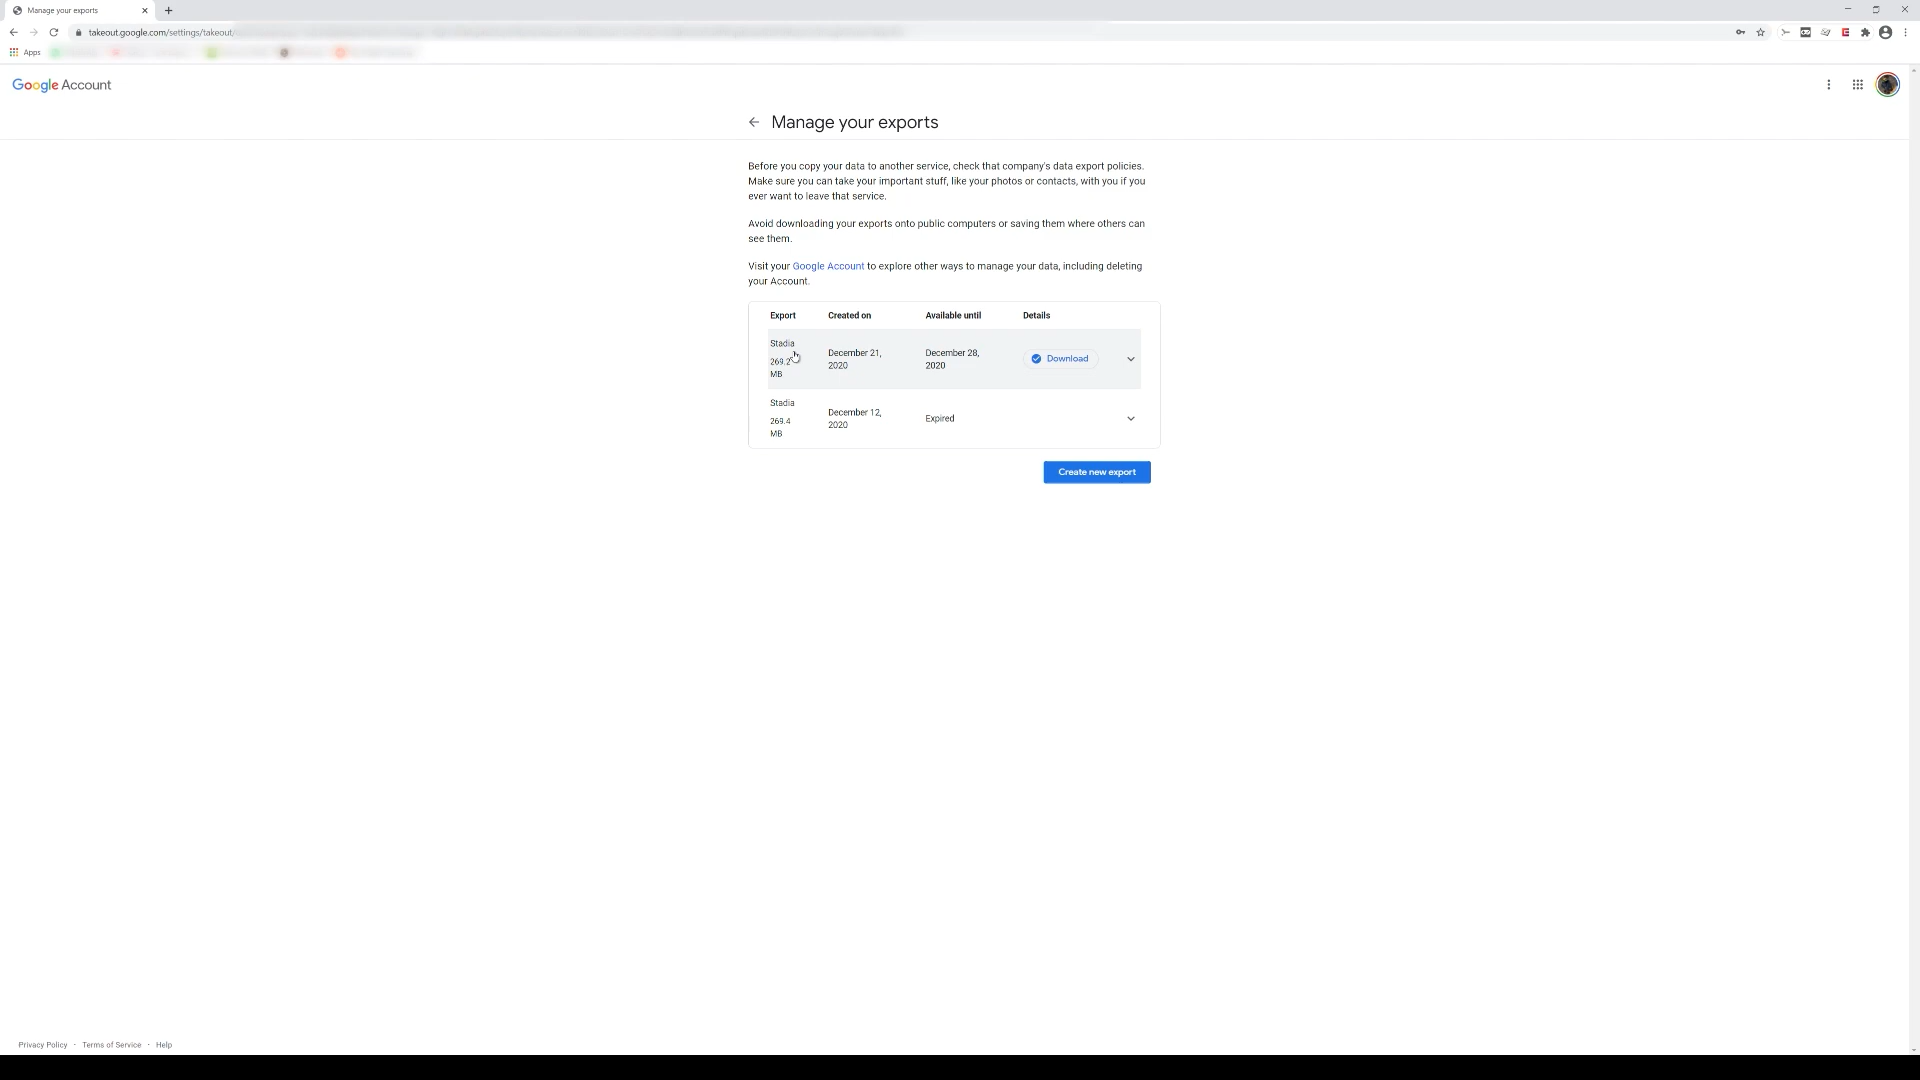 Manage your exports
takeout.google.com/settings/takeout/
Apps
Google Account
Manage your exports
Before you copy your data to another service, check that company's data export policies.
Make sure you can take your important stuff, like your photos or contacts, with you if you
ever want to leave that service.
Avoid downloading your exports onto public computers or saving them where others can
see them.
Visit your Google Account to explore other ways to manage your data, including deleting
your Account.
Export Created on Available until Details
Stadia
269.2
MB
December 21,
2020
December 28,
2020
Download
Stadia
269.4
MB
December 12,
2020
Expired
Create new export
Privacy Policy · Terms of Service · Help